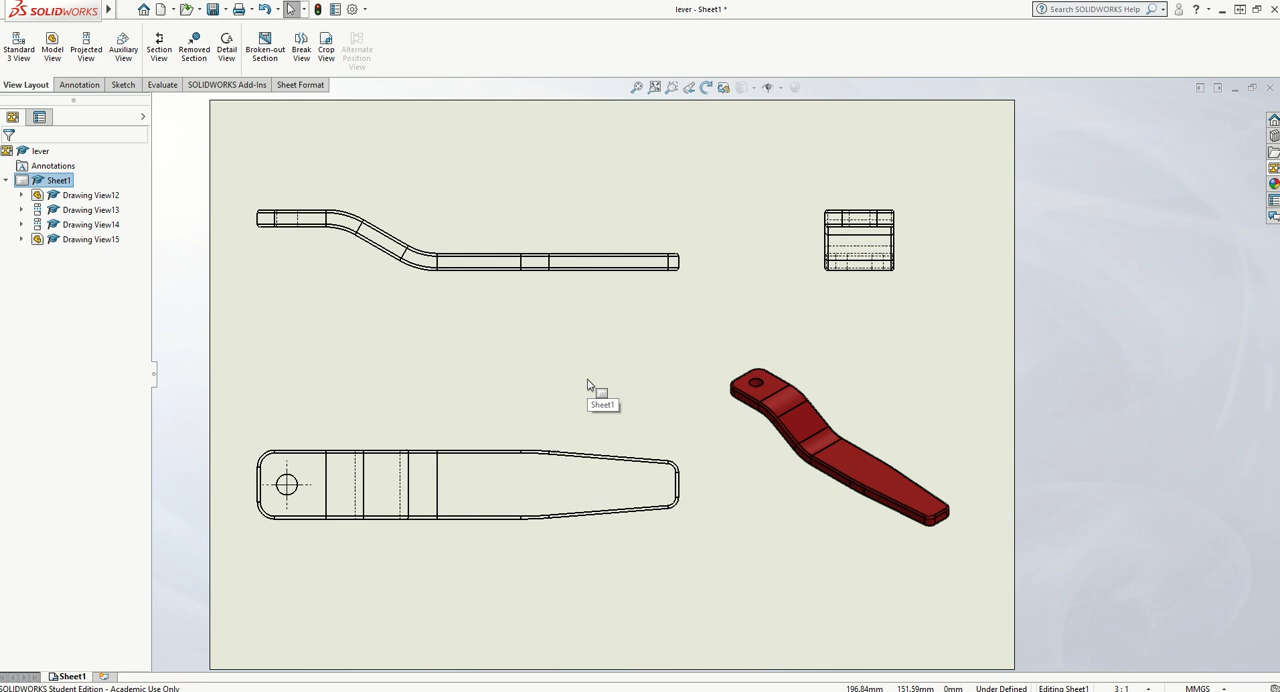 SOLIDWORKS
lever - Sheet1 *
Search SOLIDWORKS Help
Standard 3 View
Model View
Projected View
Auxiliary View
Section View
Removed Section
Detail View
Broken-out Section
Break View
Crop View
Alternate Position View
View Layout
Annotation
Sketch
Evaluate
SOLIDWORKS Add-Ins
Sheet Format
lever
Annotations
Sheet1
Drawing View12
Drawing View13
Drawing View14
Drawing View15
Sheet1
Sheet1
SOLIDWORKS Student Edition - Academic Use Only
196.84mm
151.59mm
0mm
Under Defined
Editing Sheet1
3 : 1
MMGS